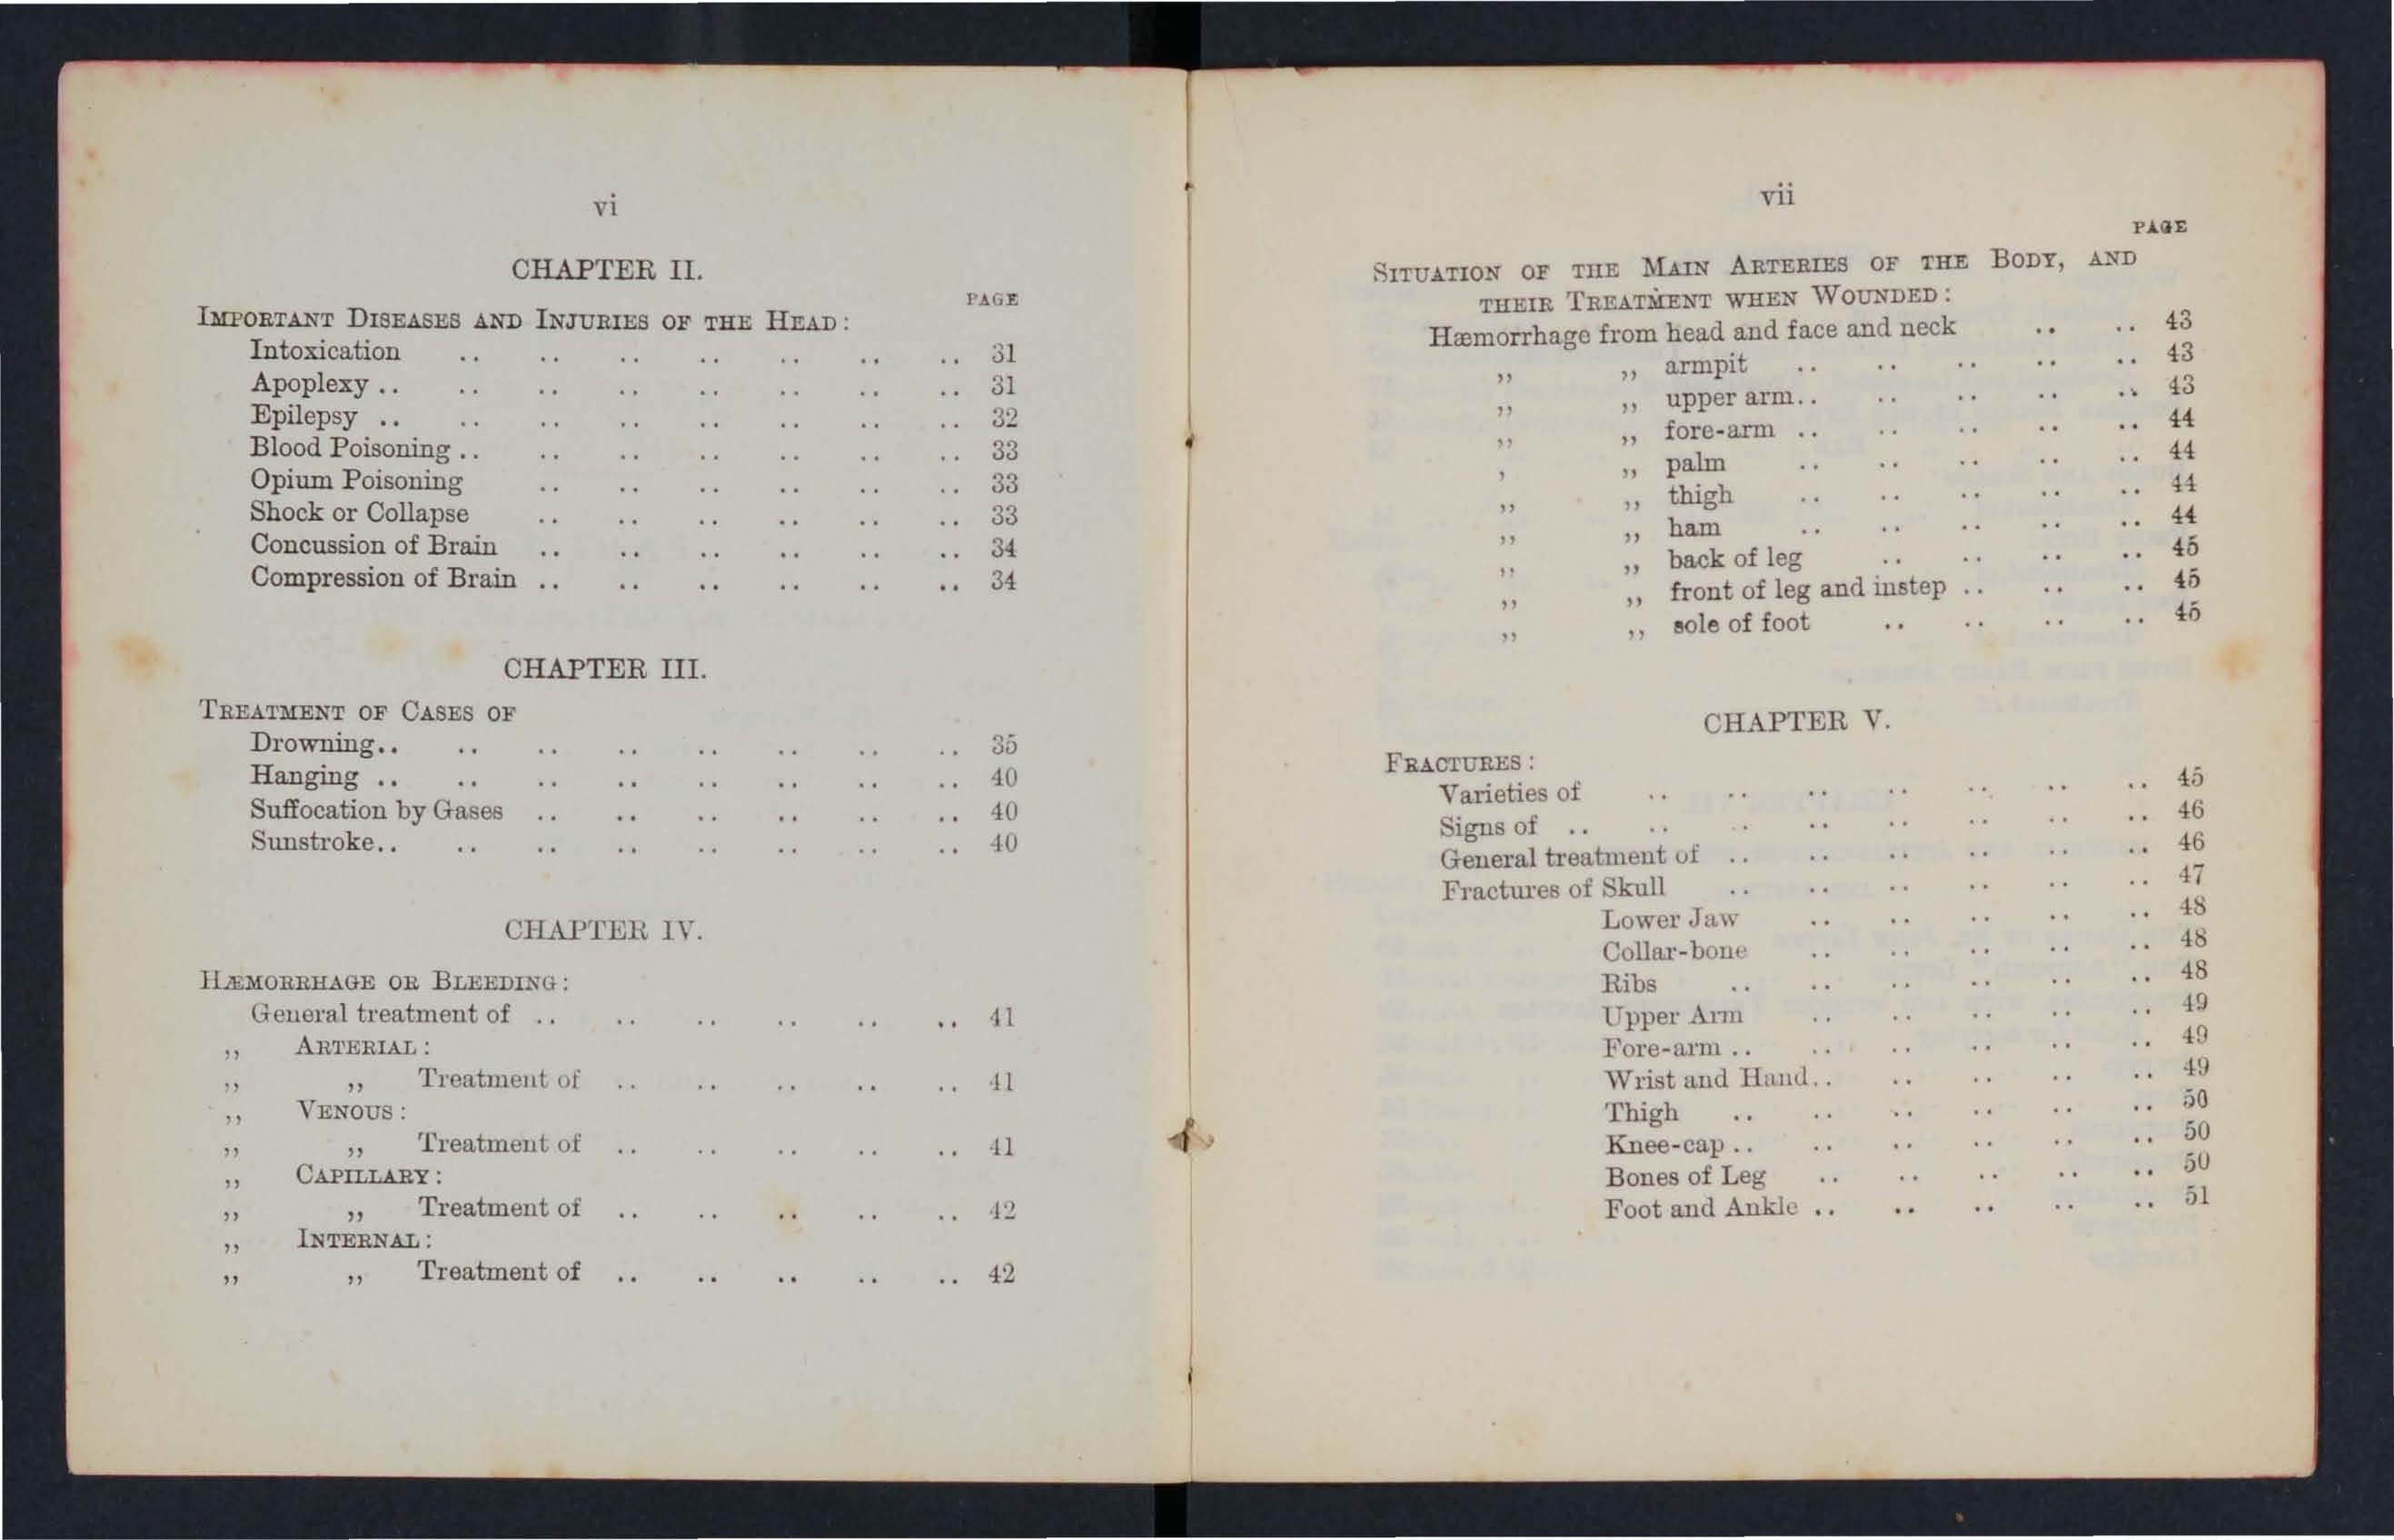 vi
CHAPTER II.
PAGE
IMPORTANT DISEASES AND INJURIES OF THE HEAD:
Intoxication .. .. .. .. .. .. .. 31
Apoplexy .. .. .. .. .. .. .. .. 31
Epilepsy .. .. .. .. .. .. .. .. 32
Blood Poisoning .. .. .. .. .. .. .. 33
Opium Poisoning .. .. .. .. .. .. 33
Shock or Collapse .. .. .. .. .. .. 33
Concussion of Brain .. .. .. .. .. .. 34
Compression of Brain .. .. .. .. .. .. 34
CHAPTER III.
TREATMENT OF CASES OF
Drowning.. .. .. .. .. .. .. .. 35
Hanging .. .. .. .. .. .. .. .. 40
Suffocation by Gases .. .. .. .. .. .. 40
Sunstroke.. .. .. .. .. .. .. .. 40
CHAPTER IV.
HÆMORRHAGE OR BLEEDING:
General treatment of .. .. .. .. .. .. 41
,, ARTERIAL:
,, ,, Treatment of .. .. .. .. .. 41
,, VENOUS:
,, ,, Treatment of .. .. .. .. .. 41
,, CAPILLARY:
,, ,, Treatment of .. .. .. .. .. 42
,, INTERNAL:
,, ,, Treatment of .. .. .. .. .. 42
vii
PAGE
SITUATION OF THE MAIN ARTERIES OF THE BODY, AND
THEIR TREATMENT WHEN WOUNDED:
Hæmorrhage from head and face and neck .. .. 43
,, ,, armpit .. .. .. .. .. 43
,, ,, upper arm.. .. .. .. .. 43
,, ,, fore-arm .. .. .. .. .. 44
, ,, palm .. .. .. .. .. 44
,, ,, thigh .. .. .. .. .. 44
,, ,, ham .. .. .. .. .. 44
,, ,, back of leg .. .. .. .. 45
,, ,, front of leg and instep .. .. .. 45
,, ,, sole of foot .. .. .. .. 45
CHAPTER V.
FRACTURES:
Varieties of .. .. .. .. .. .. .. 45
Signs of .. .. .. .. .. .. .. .. 46
General treatment of .. .. .. .. .. .. 46
Fractures of Skull .. .. .. .. .. .. 47
Lower Jaw .. .. .. .. .. 48
Collar-bone .. .. .. .. .. 48
Ribs .. .. .. .. .. .. 48
Upper Arm .. .. .. .. .. 49
Fore-arm .. .. .. .. .. .. 49
Wrist and Hand.. .. .. .. .. 49
Thigh .. .. .. .. .. .. 50
Knee-cap .. .. .. .. .. .. 50
Bones of Leg .. .. .. .. .. 50
Foot and Ankle .. .. .. .. .. 51